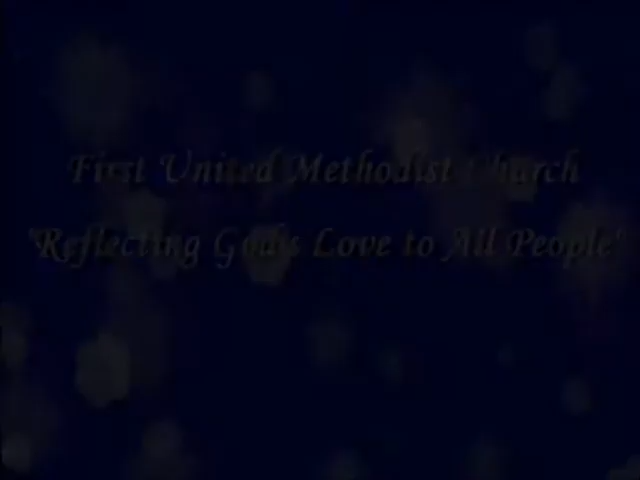 First United Methodist Church
"Reflecting God's Love to All People"